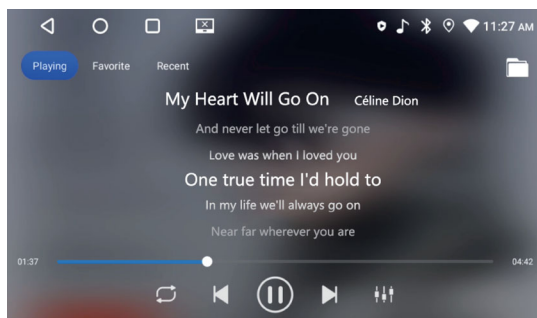 11:27 AM
Playing Favorite Recent
My Heart Will Go On Céline Dion
And never let go till we're gone
Love was when I loved you
One true time I'd hold to
In my life we'll always go on
Near far wherever you are
01:37 04:42